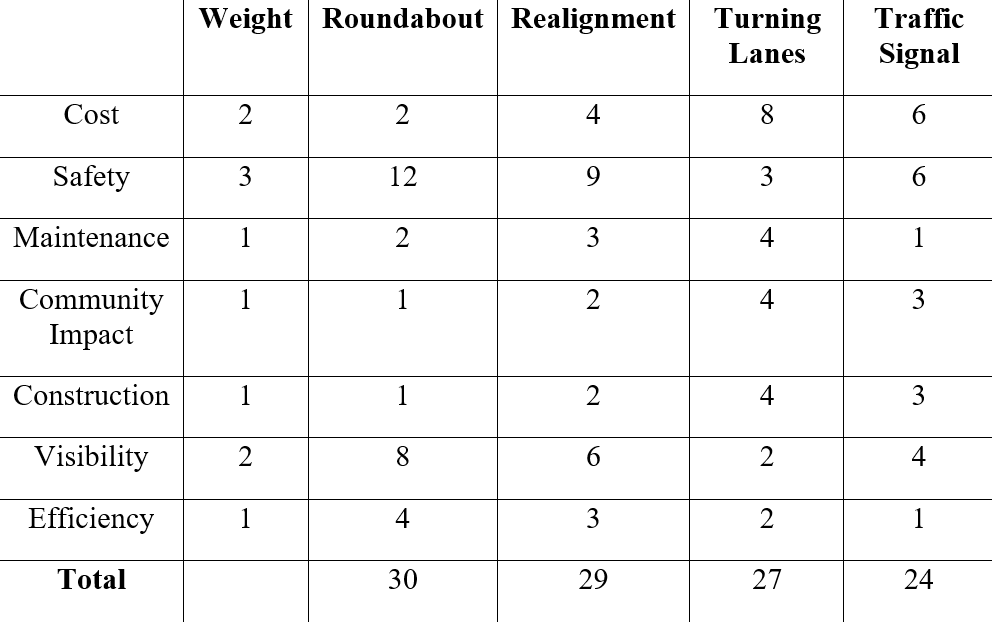 Weight Roundabout Realignment Turning Lanes Traffic Signal
Cost 2 2 4 8 6
Safety 3 12 9 3 6
Maintenance 1 2 3 4 1
Community Impact 1 1 2 4 3
Construction 1 1 2 4 3
Visibility 2 8 6 2 4
Efficiency 1 4 3 2 1
Total 30 29 27 24